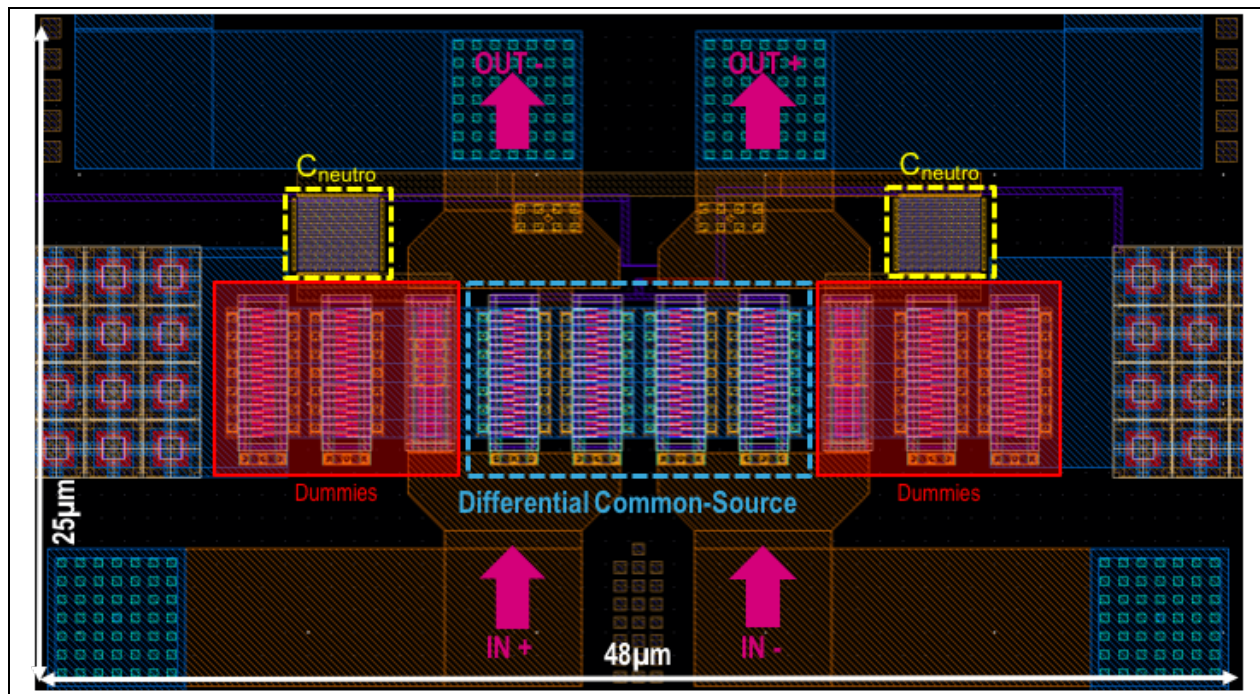 OUT - OUT +
Cneutro Cneutro
Dummies Dummies
Differential Common-Source
25µm
IN + IN -
48µm